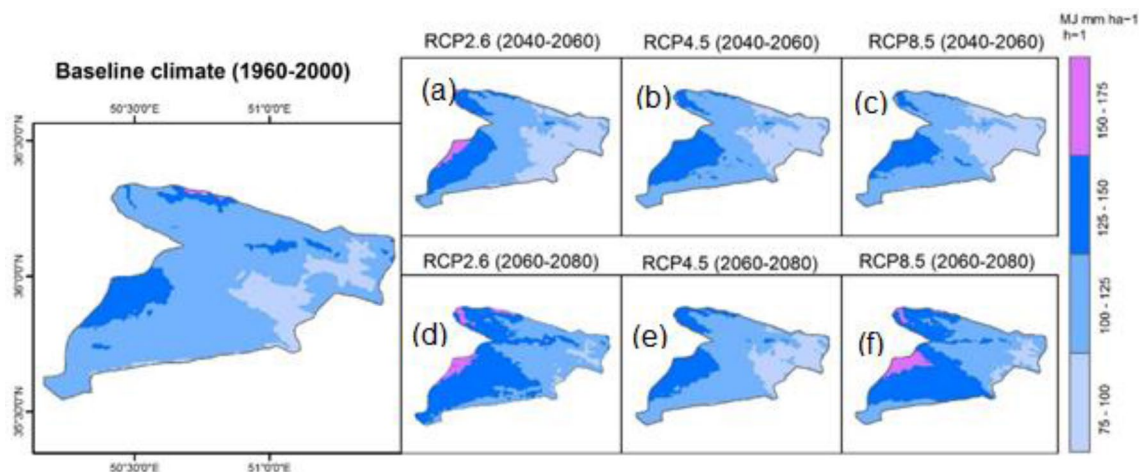 MJ mm ha−1
h−1
RCP2.6 (2040-2060)
RCP4.5 (2040-2060)
RCP8.5 (2040-2060)
Baseline climate (1960-2000)
50°30'0"E
51°0'0"E
36°30'0"N
36°0'0"N
35°30'0"N
(a)
(b)
(c)
RCP2.6 (2060-2080)
RCP4.5 (2060-2080)
RCP8.5 (2060-2080)
(d)
(e)
(f)
150 - 175
125 - 150
100 - 125
75 - 100
50°30'0"E
51°0'0"E